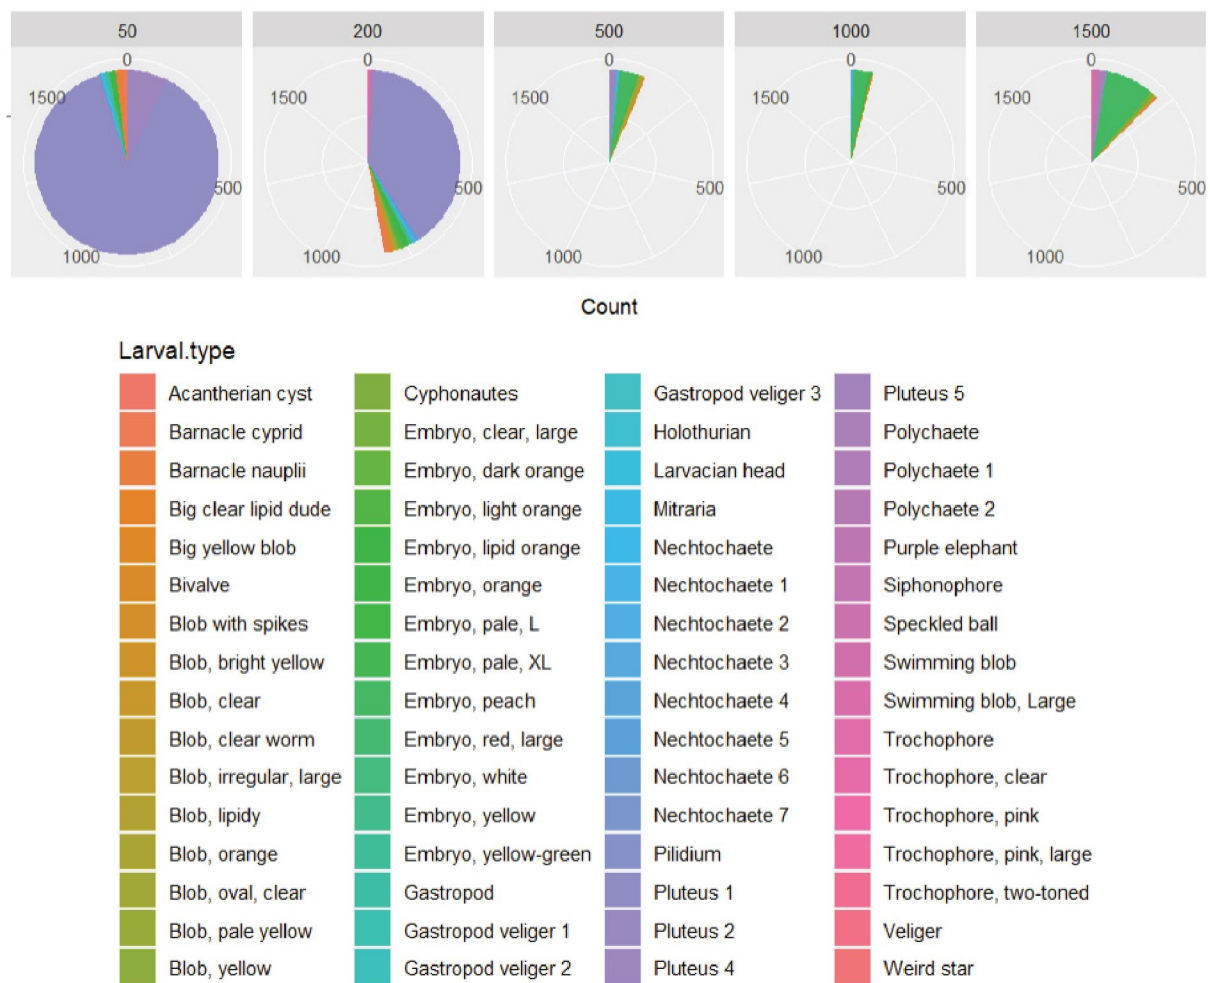 50 200 500 1000 1500
0 0 0 0 0
1500 1500 1500 1500 1500
500 500 500 500 500
1000 1000 1000 1000 1000
Count
Larval.type
Acantherian cyst
Barnacle cyprid
Barnacle nauplii
Big clear lipid dude
Big yellow blob
Bivalve
Blob with spikes
Blob, bright yellow
Blob, clear
Blob, clear worm
Blob, irregular, large
Blob, lipidy
Blob, orange
Blob, oval, clear
Blob, pale yellow
Blob, yellow
Cyphonautes
Embryo, clear, large
Embryo, dark orange
Embryo, light orange
Embryo, lipid orange
Embryo, orange
Embryo, pale, L
Embryo, pale, XL
Embryo, peach
Embryo, red, large
Embryo, white
Embryo, yellow
Embryo, yellow-green
Gastropod
Gastropod veliger 1
Gastropod veliger 2
Gastropod veliger 3
Holothurian
Larvacian head
Mitraria
Nechtochaete
Nechtochaete 1
Nechtochaete 2
Nechtochaete 3
Nechtochaete 4
Nechtochaete 5
Nechtochaete 6
Nechtochaete 7
Pilidium
Pluteus 1
Pluteus 2
Pluteus 4
Pluteus 5
Polychaete
Polychaete 1
Polychaete 2
Purple elephant
Siphonophore
Speckled ball
Swimming blob
Swimming blob, Large
Trochophore
Trochophore, clear
Trochophore, pink
Trochophore, pink, large
Trochophore, two-toned
Veliger
Weird star